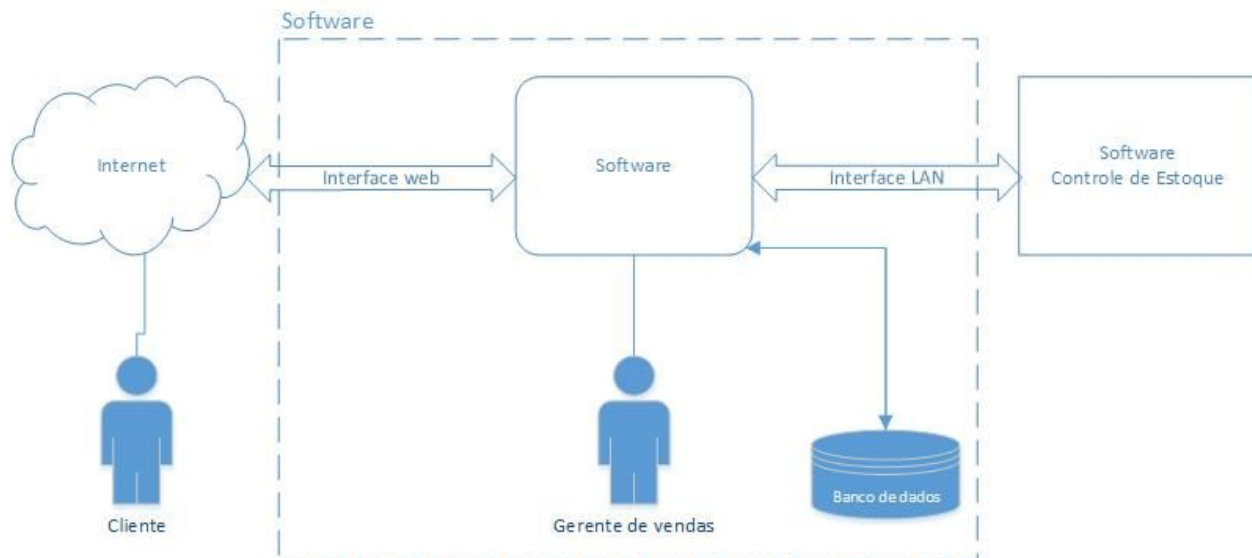 Software
Internet
Interface web
Software
Interface LAN
Software
Controle de Estoque
Cliente
Gerente de vendas
Banco de dados